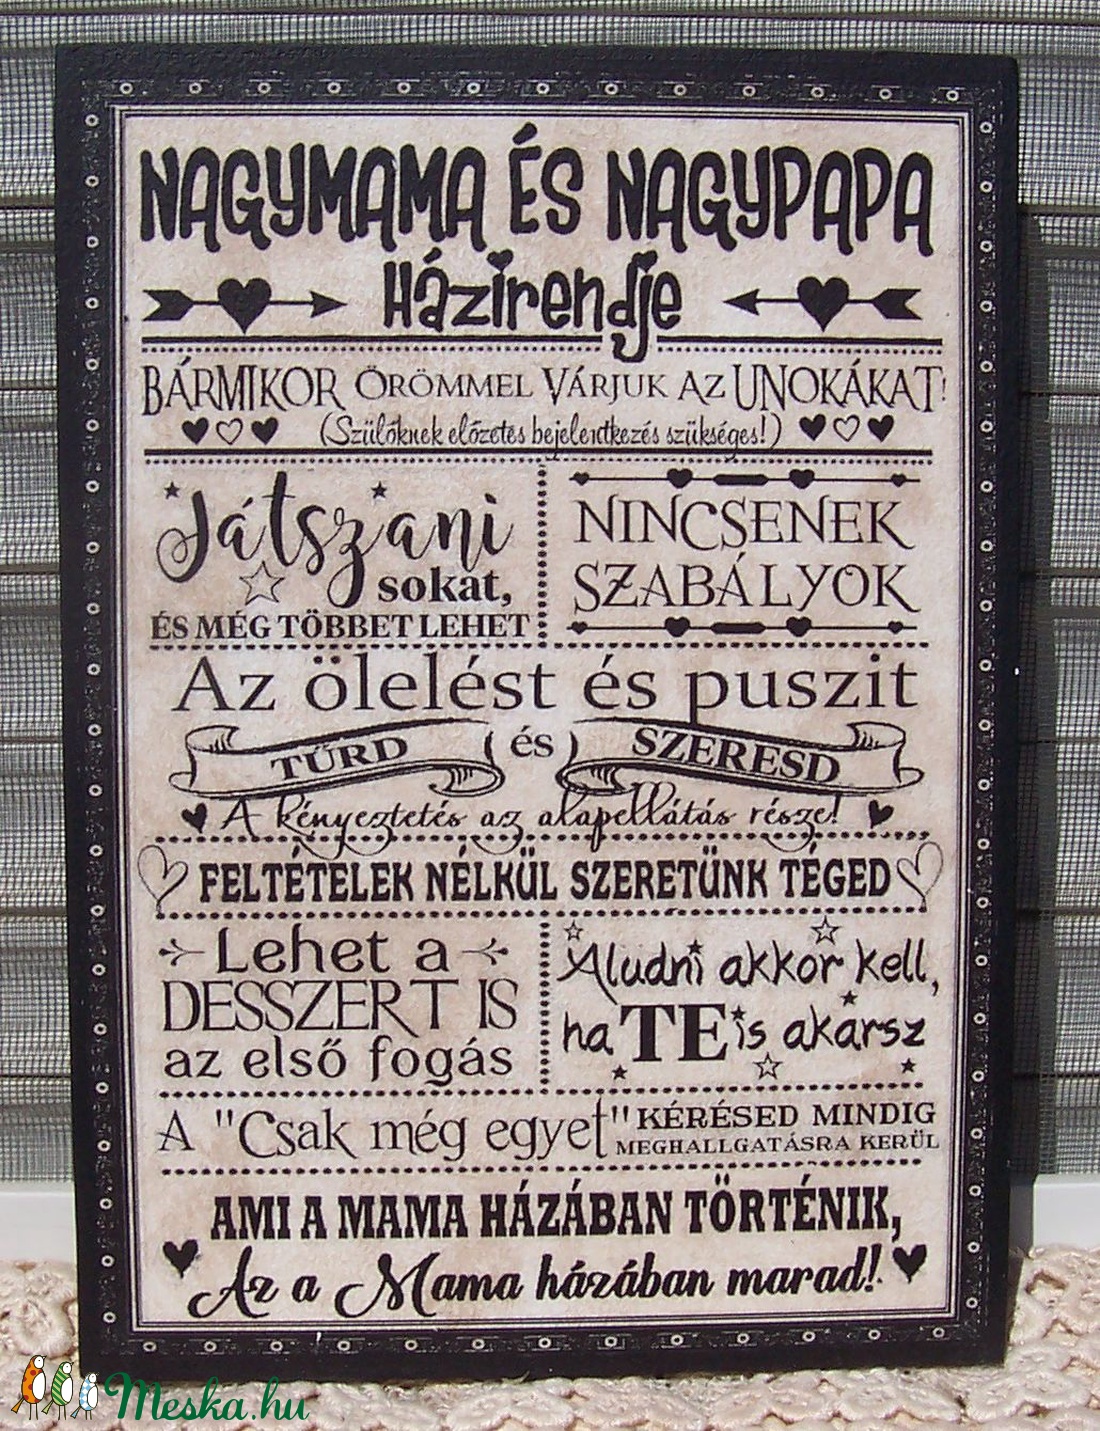 NAGYMAMA ÉS NAGYPAPA
Házirendje
BÁRMIKOR ÖRÖMMEL VÁRJUK AZ UNOKÁKAT!
(Szülőknek előzetes bejelentkezés szükséges!)
Játszani
sokat,
ÉS MÉG TÖBBET LEHET
NINCSENEK
SZABÁLYOK
Az ölelést és puszit
TŰRD és SZERESD
A kényeztetés az alapellátás része!
FELTÉTELEK NÉLKÜL SZERETÜNK TÉGED
Lehet a
DESSZERT IS
az első fogás
Aludni akkor kell,
ha TE is akarsz
A "Csak még egyet" KÉRÉSED MINDIG
MEGHALLGATÁSRA KERÜL
AMI A MAMA HÁZÁBAN TÖRTÉNIK,
Az a Mama házában marad!
Meska.hu